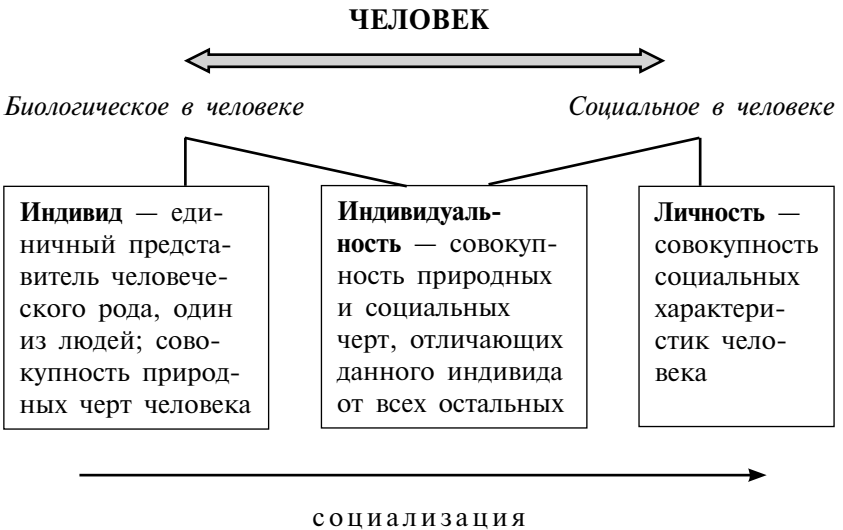 ЧЕЛОВЕК
Биологическое в человеке
Социальное в человеке
Индивид — еди-
ничный предста-
витель человече-
ского рода, один
из людей; сово-
купность природ-
ных черт человека
Индивидуаль-
ность — совокуп-
ность природных
и социальных
черт, отличающих
данного индивида
от всех остальных
Личность —
совокупность
социальных
характери-
стик чело-
века
социализация